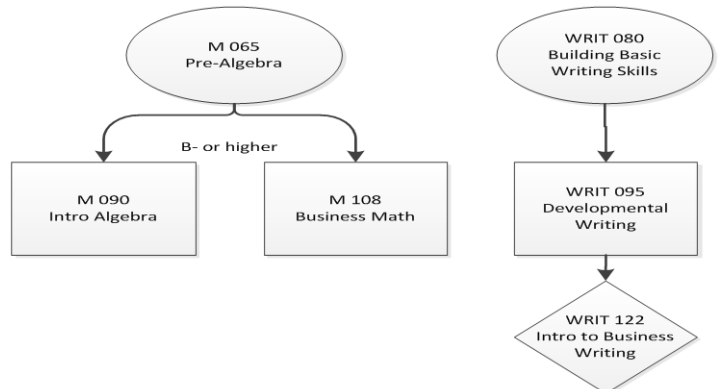 M 065
Pre-Algebra
B- or higher
M 090
Intro Algebra
M 108
Business Math
WRIT 080
Building Basic
Writing Skills
WRIT 095
Developmental
Writing
WRIT 122
Intro to Business
Writing